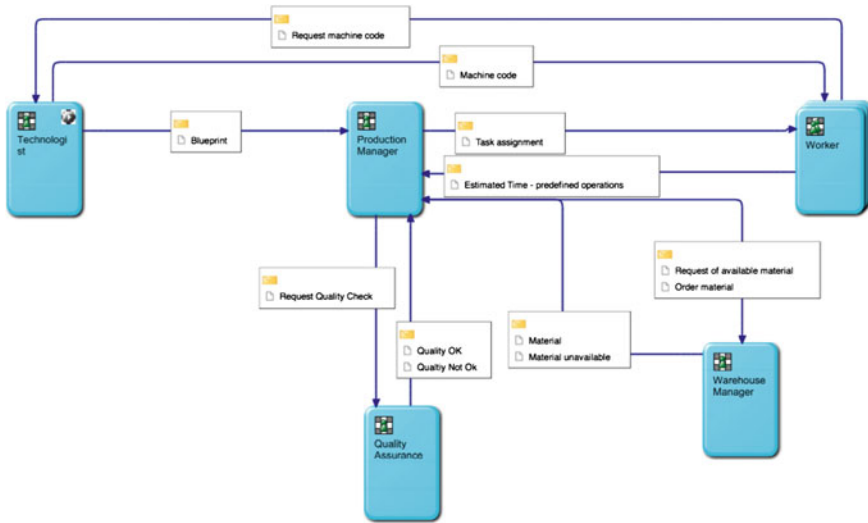 Request machine code
Machine code
Technologi
st
Blueprint
Production
Manager
Task assignment
Worker
Estimated Time - predefined operations
Request of available material
Order material
Request Quality Check
Material
Material unavailable
Quality OK
Qualtiy Not Ok
Warehouse
Manager
Quality
Assurance